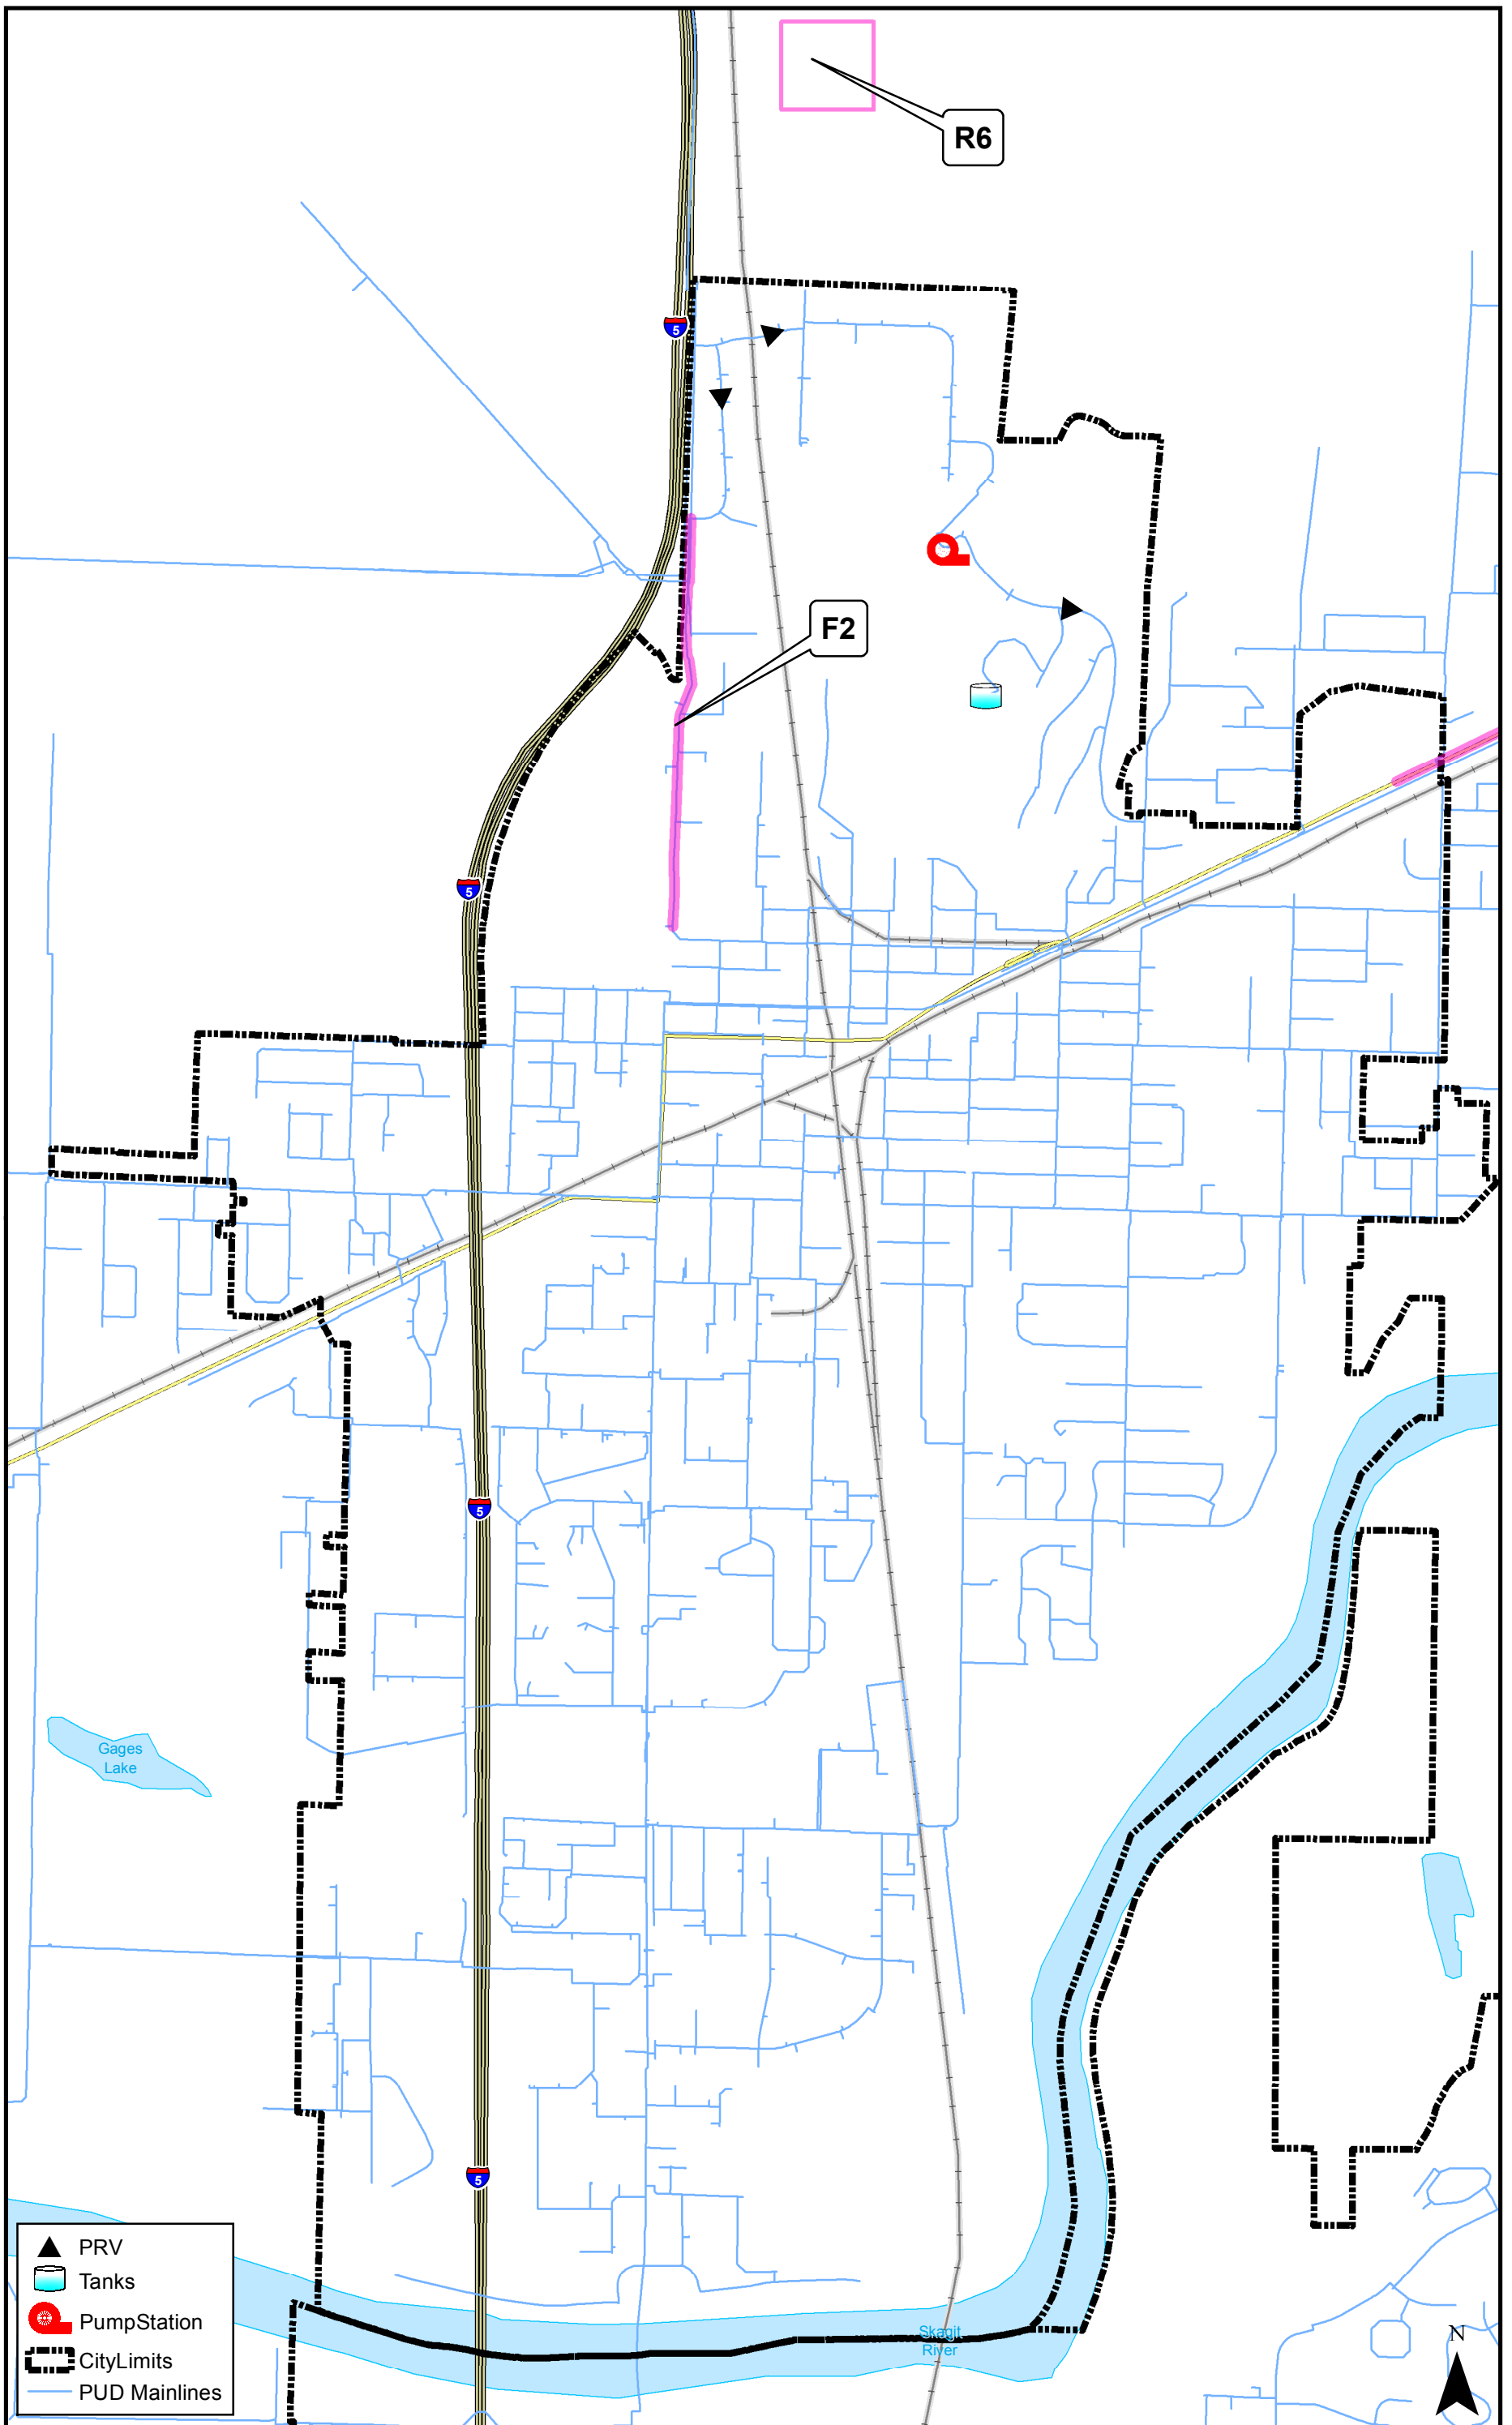 R6
5
F2
5
5
Gages
Lake
5
PRV
Tanks
PumpStation
CityLimits
PUD Mainlines
Skagit
River
N